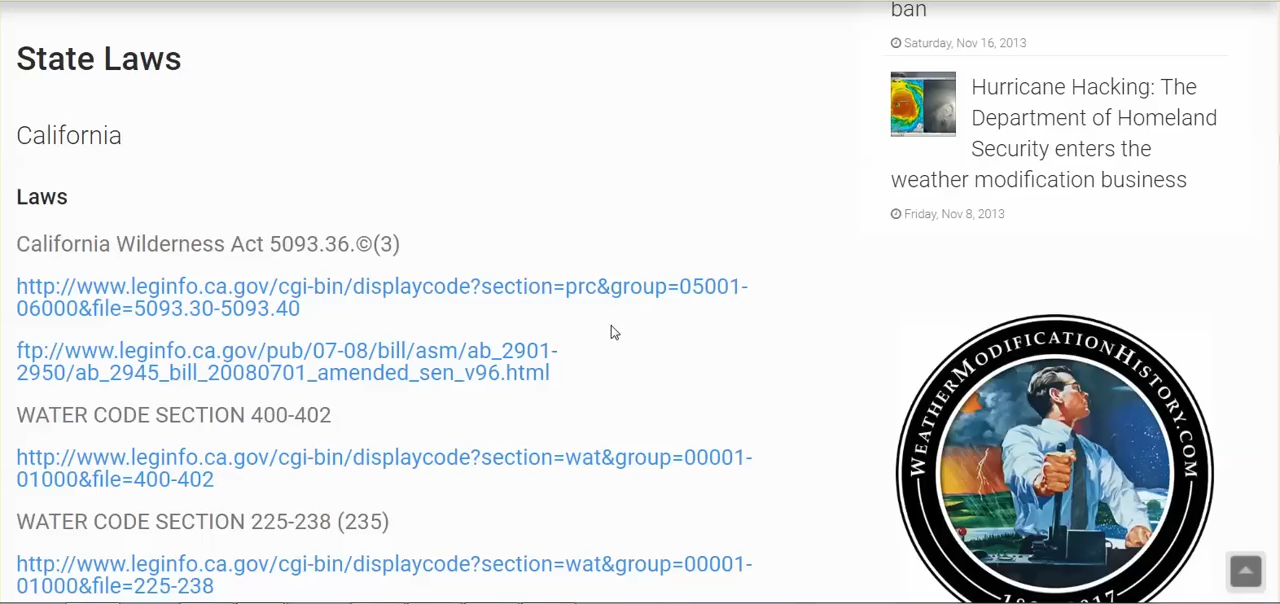 State Laws
California
Laws
California Wilderness Act 5093.36.©(3)
http://www.leginfo.ca.gov/cgi-bin/displaycode?section=prc&group=05001-
06000&file=5093.30-5093.40
ftp://www.leginfo.ca.gov/pub/07-08/bill/asm/ab_2901-
2950/ab_2945_bill_20080701_amended_sen_v96.html
WATER CODE SECTION 400-402
http://www.leginfo.ca.gov/cgi-bin/displaycode?section=wat&group=00001-
01000&file=400-402
WATER CODE SECTION 225-238 (235)
http://www.leginfo.ca.gov/cgi-bin/displaycode?section=wat&group=00001-
01000&file=225-238
ban
Saturday, Nov 16, 2013
Hurricane Hacking: The
Department of Homeland
Security enters the
weather modification business
Friday, Nov 8, 2013
WEATHERMODIFICATIONHISTORY.COM